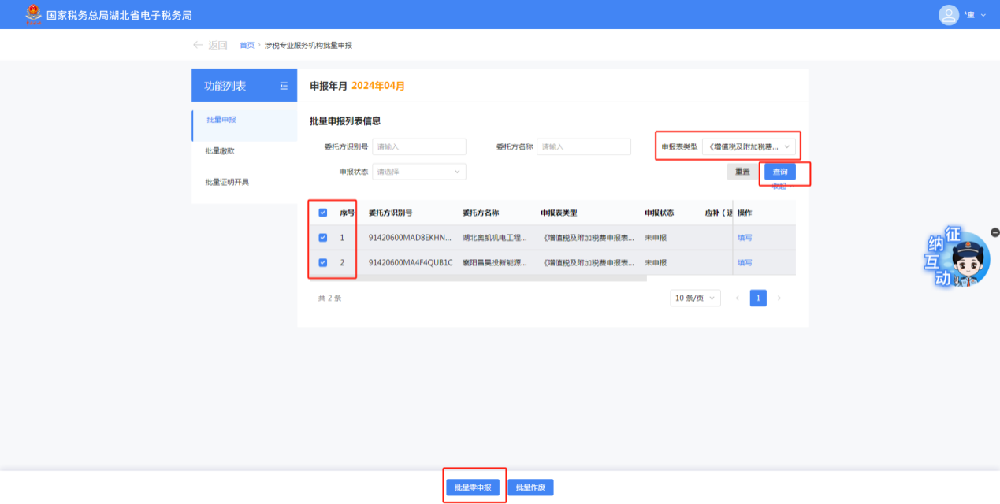 国家税务总局湖北省电子税务局
*童
返回 首页 › 涉税专业服务机构批量申报
功能列表
批量申报
批量缴款
批量证明开具
申报年月 2024年04月
批量申报列表信息
委托方识别号 请输入 委托方名称 请输入 申报表类型 《增值税及附加税费...
申报状态 请选择 重置 查询
收起
序号 委托方识别号 委托方名称 申报表类型 申报状态 应补（退 操作
1 91420600MAD8EKHN... 湖北奥凯机电工程... 《增值税及附加税费申报表... 未申报 填写
2 91420600MA4F4QUB1C 襄阳昌昊投新能源... 《增值税及附加税费申报表... 未申报 填写
共 2 条 10 条/页 1
征纳互动
批量零申报 批量作废